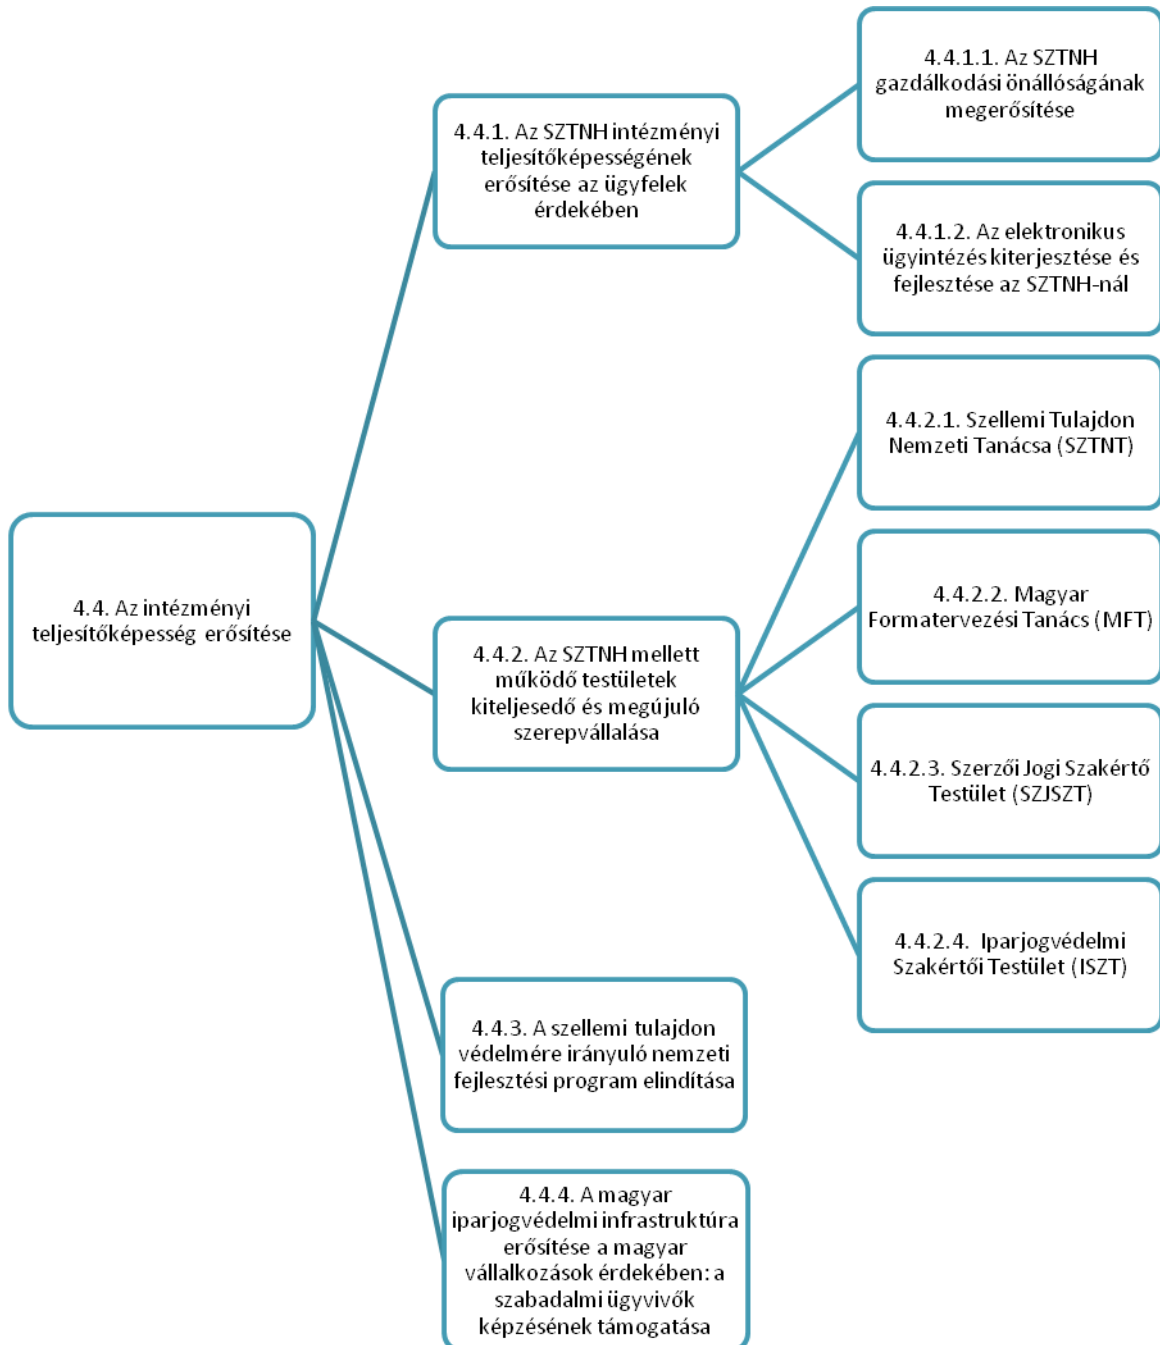 4.4. Az intézményi
teljesítőképesség erősítése
4.4.1. Az SZTNH intézményi
teljesítőképességének
erősítése az ügyfelek
érdekében
4.4.1.1. Az SZTNH
gazdálkodási önállóságának
megerősítése
4.4.1.2. Az elektronikus
ügyintézés kiterjesztése és
fejlesztése az SZTNH-nál
4.4.2. Az SZTNH mellett
működő testületek
kiteljesedő és megújuló
szerepvállalása
4.4.2.1. Szellemi Tulajdon
Nemzeti Tanácsa (SZTNT)
4.4.2.2. Magyar
Formatervezési Tanács (MFT)
4.4.2.3. Szerzői Jogi Szakértő
Testület (SZJSZT)
4.4.2.4. Iparjogvédelmi
Szakértői Testület (ISZT)
4.4.3. A szellemi tulajdon
védelmére irányuló nemzeti
fejlesztési program elindítása
4.4.4. A magyar
iparjogvédelmi infrastruktúra
erősítése a magyar
vállalkozások érdekében: a
szabadalmi ügyvivők
képzésének támogatása